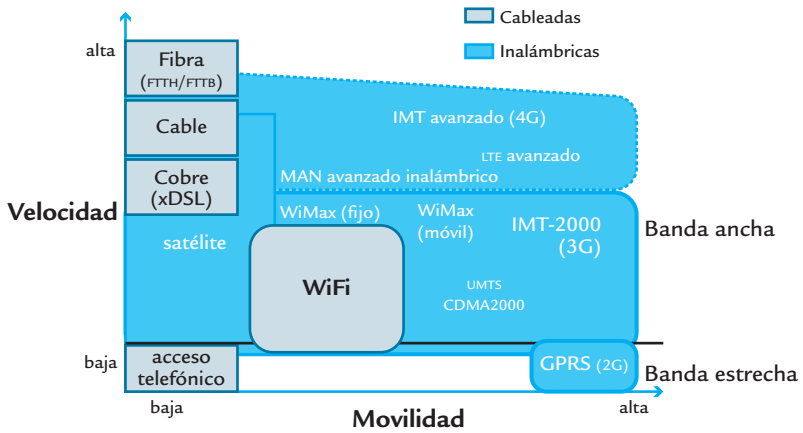 Cableadas
Inalámbricas
alta
Fibra
(FTTH/FTTB)
Cable
Cobre
(xDSL)
Velocidad
satélite
IMT avanzado (4G)
LTE avanzado
MAN avanzado inalámbrico
WiMax (fijo)
WiMax
(móvil)
IMT-2000
(3G)
Banda ancha
WiFi
UMTS
CDMA2000
baja
acceso
telefónico
GPRS (2G)
Banda estrecha
baja
Movilidad
alta